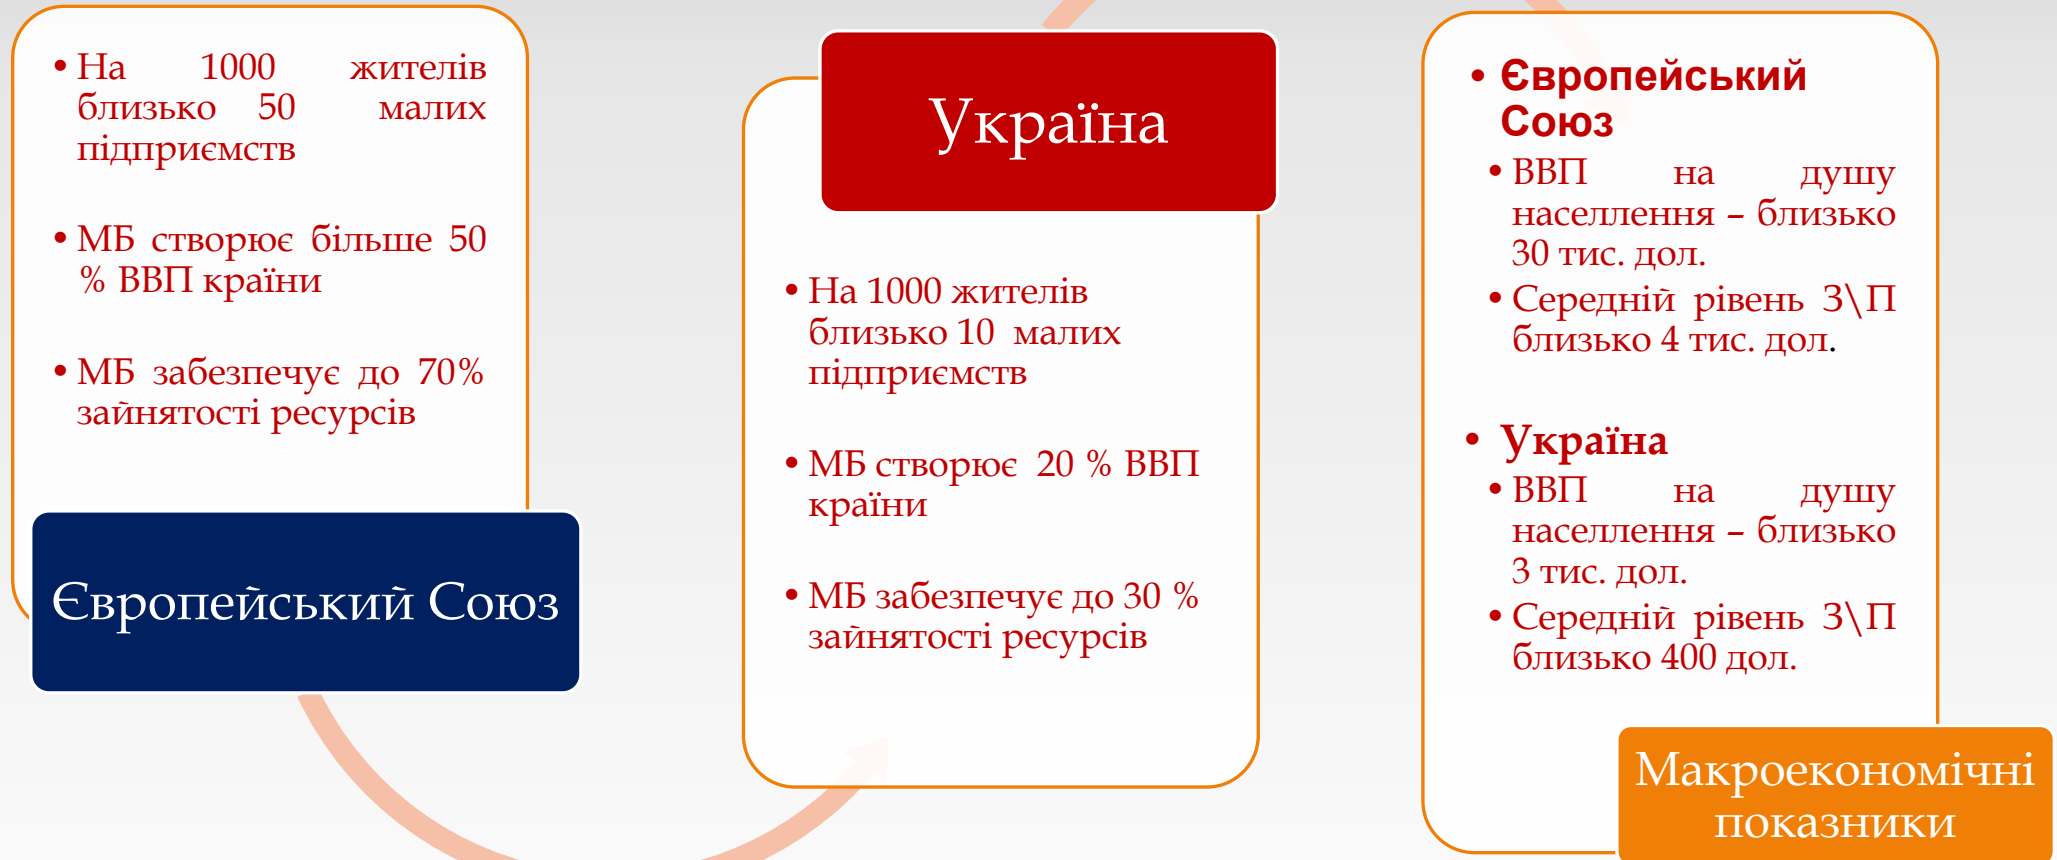 • На 1000 жителів
близько 50 малих
підприємств
• МБ створює більше 50
% ВВП країни
• МБ забезпечує до 70%
зайнятості ресурсів
Європейський Союз
Україна
• На 1000 жителів
близько 10 малих
підприємств
• МБ створює 20 % ВВП
країни
• МБ забезпечує до 30 %
зайнятості ресурсів
• Європейський
Союз
• ВВП на душу
населлення – близько
30 тис. дол.
• Середній рівень З\П
близько 4 тис. дол.
• Україна
• ВВП на душу
населлення – близько
3 тис. дол.
• Середній рівень З\П
близько 400 дол.
Макроекономічні
показники